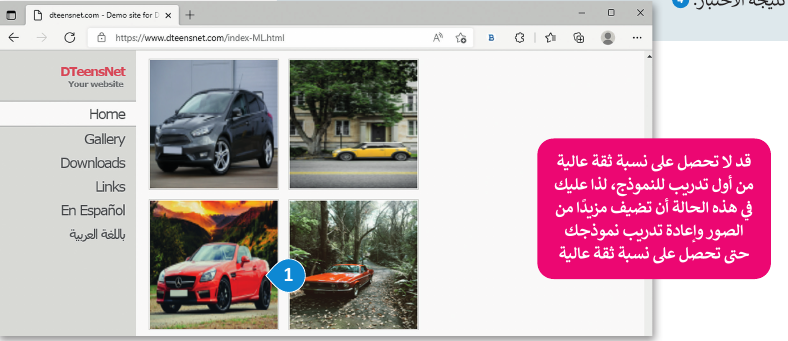 نتيجة الاختبار. 4
dteensnet.com - Demo site for D
https://www.dteensnet.com/index-ML.html
DTeensNet
Your website
Home
Gallery
Downloads
Links
En Español
باللغة العربية
1
قد لا تحصل على نسبة ثقة عالية
من أول تدريب للنموذج، لذا عليك
في هذه الحالة أن تضيف مزيدًا من
الصور وإعادة تدريب نموذجك
حتى تحصل على نسبة ثقة عالية